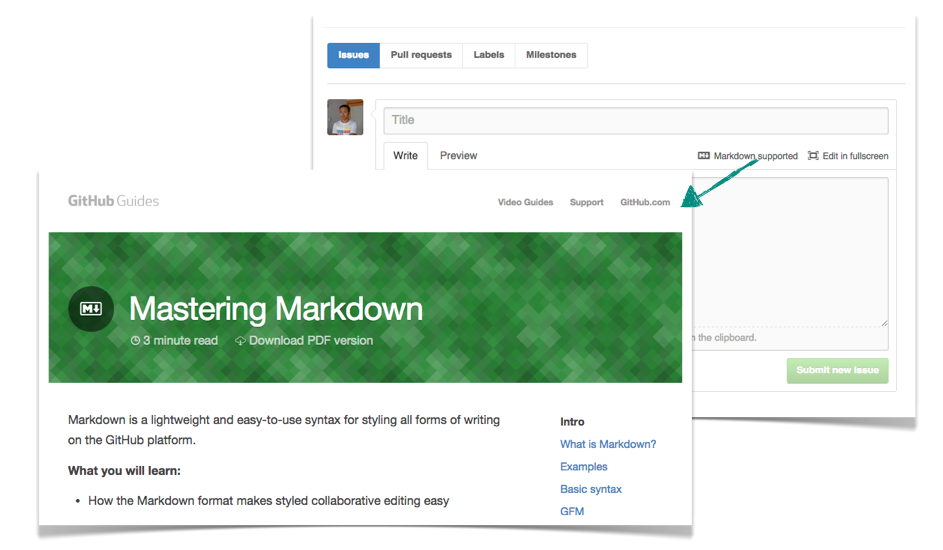 Issues Pull requests Labels Milestones
Title
Write Preview Markdown supported Edit in fullscreen
the clipboard.
Submit new issue
GitHub Guides Video Guides Support GitHub.com
Mastering Markdown
3 minute read Download PDF version
Markdown is a lightweight and easy-to-use syntax for styling all forms of writing
on the GitHub platform.
What you will learn:
• How the Markdown format makes styled collaborative editing easy
Intro
What is Markdown?
Examples
Basic syntax
GFM